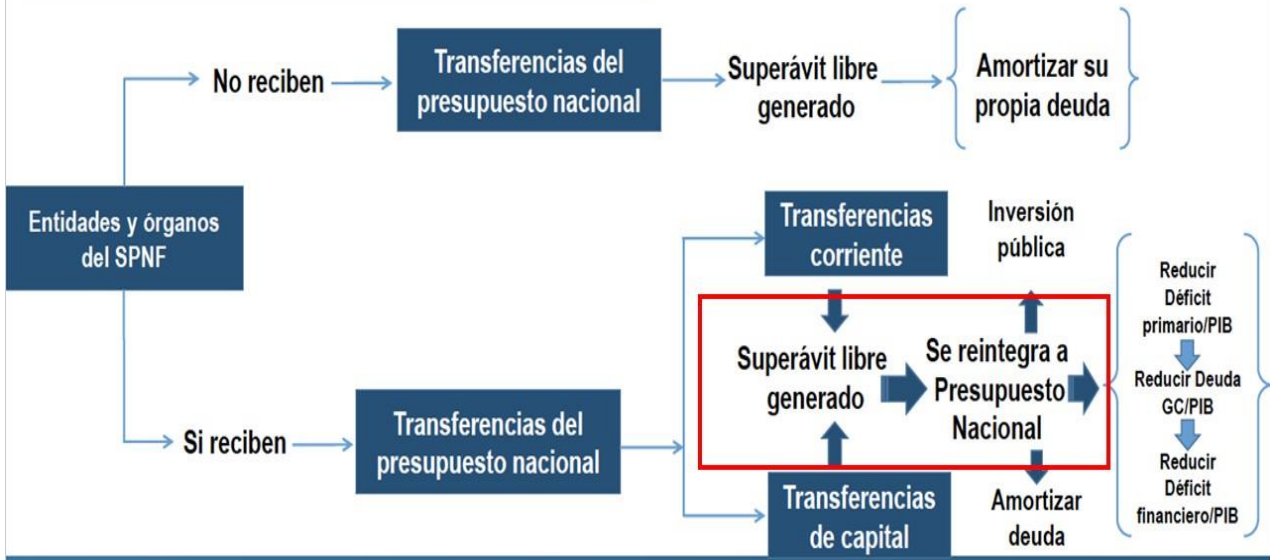 No reciben
Transferencias del
presupuesto nacional
Superávit libre
generado
Amortizar su
propia deuda
Entidades y órganos
del SPNF
Si reciben
Transferencias del
presupuesto nacional
Transferencias
corriente
Superávit libre
generado
Transferencias
de capital
Inversión
pública
Se reintegra a
Presupuesto
Nacional
Amortizar
deuda
Reducir
Déficit
primario/PIB
Reducir Deuda
GC/PIB
Reducir
Déficit
financiero/PIB